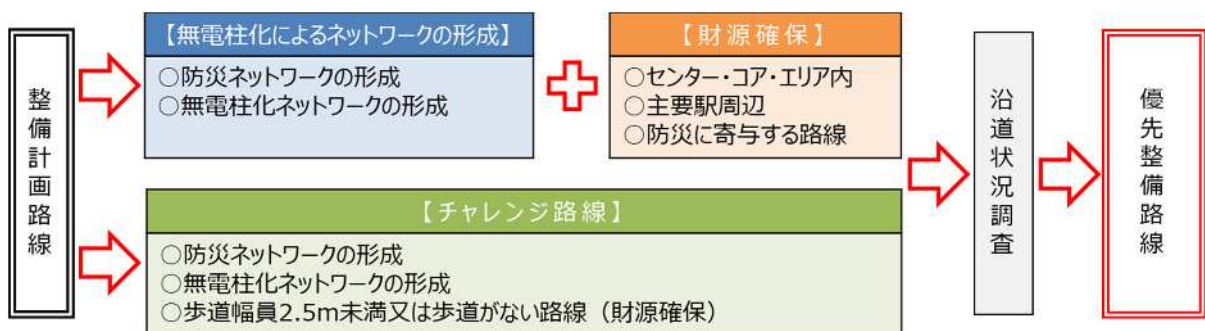 整備計画路線
【無電柱化によるネットワークの形成】
○防災ネットワークの形成
○無電柱化ネットワークの形成
【財源確保】
○センター・コア・エリア内
○主要駅周辺
○防災に寄与する路線
【チャレンジ路線】
○防災ネットワークの形成
○無電柱化ネットワークの形成
○歩道幅員2.5m未満又は歩道がない路線（財源確保）
沿道状況調査
優先整備路線